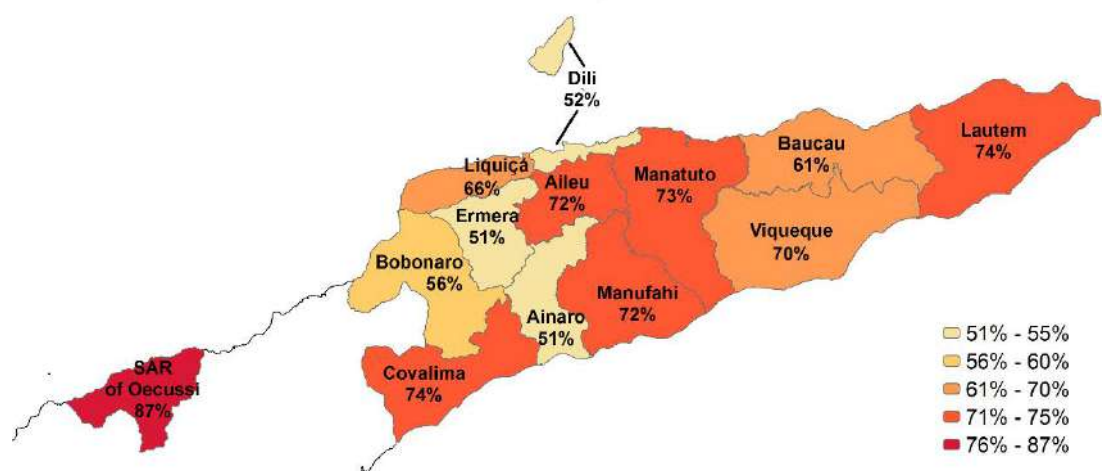 Dili
52%
Lautem
74%
Baucau
61%
Manatuto
73%
Liquiçá
66%
Aileu
72%
Ermera
51%
Viqueque
70%
Bobonaro
56%
Manufahi
72%
Ainaro
51%
Covalima
74%
SAR
of Oecussi
87%
51% - 55%
56% - 60%
61% - 70%
71% - 75%
76% - 87%